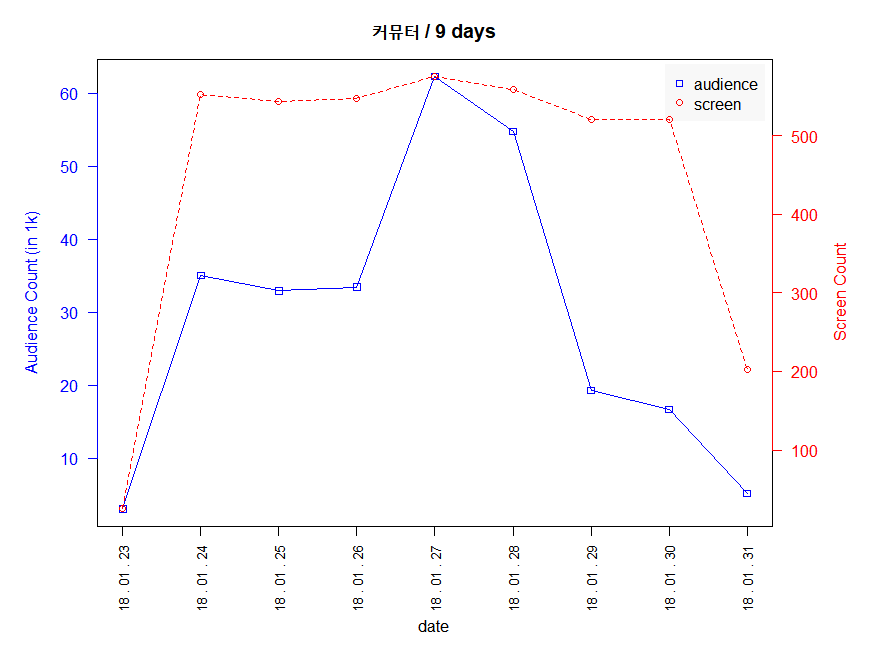 커뮤터 / 9 days
audience
screen
Audience Count (in 1k)
60
50
40
30
20
10
500
400
300
200
100
Screen Count
18 . 01 . 23
18 . 01 . 24
18 . 01 . 25
18 . 01 . 26
18 . 01 . 27
18 . 01 . 28
18 . 01 . 29
18 . 01 . 30
18 . 01 . 31
date